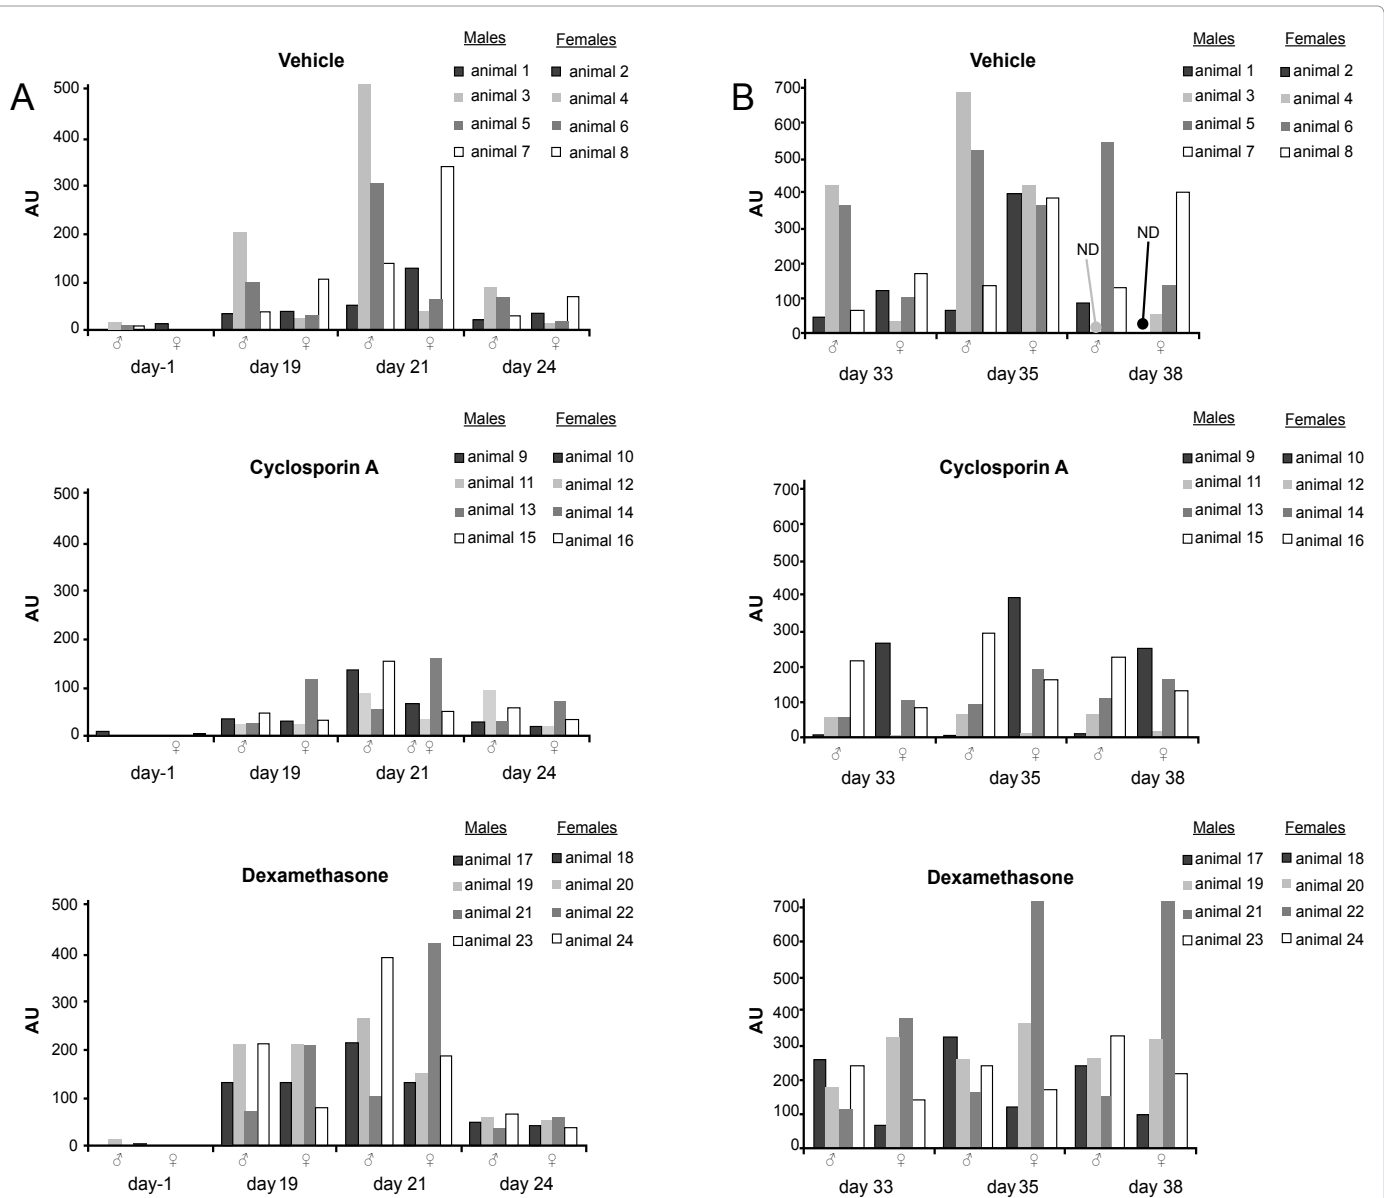 A
Vehicle
Males Females
animal 1 animal 2
animal 3 animal 4
animal 5 animal 6
animal 7 animal 8
AU
500
400
300
200
100
0
♂ ♀ ♂ ♀ ♂ ♀ ♂ ♀
day-1 day 19 day 21 day 24
Cyclosporin A
Males Females
animal 9 animal 10
animal 11 animal 12
animal 13 animal 14
animal 15 animal 16
AU
500
400
300
200
100
0
♀ ♂ ♀ ♂ ♂ ♀ ♂ ♀
day-1 day 19 day 21 day 24
Dexamethasone
Males Females
animal 17 animal 18
animal 19 animal 20
animal 21 animal 22
animal 23 animal 24
AU
500
400
300
200
100
0
♂ ♀ ♂ ♀ ♂ ♀ ♂ ♀
day-1 day 19 day 21 day 24
B
Vehicle
Males Females
animal 1 animal 2
animal 3 animal 4
animal 5 animal 6
animal 7 animal 8
AU
700
600
500
400
300
200
100
0
ND
ND
♂ ♀ ♂ ♀ ♂ ♀
day 33 day 35 day 38
Cyclosporin A
Males Females
animal 9 animal 10
animal 11 animal 12
animal 13 animal 14
animal 15 animal 16
AU
700
600
500
400
300
200
100
0
♂ ♀ ♂ ♀ ♂ ♀
day 33 day 35 day 38
Dexamethasone
Males Females
animal 17 animal 18
animal 19 animal 20
animal 21 animal 22
animal 23 animal 24
AU
700
600
500
400
300
200
100
0
♂ ♀ ♂ ♀ ♂ ♀
day 33 day 35 day 38